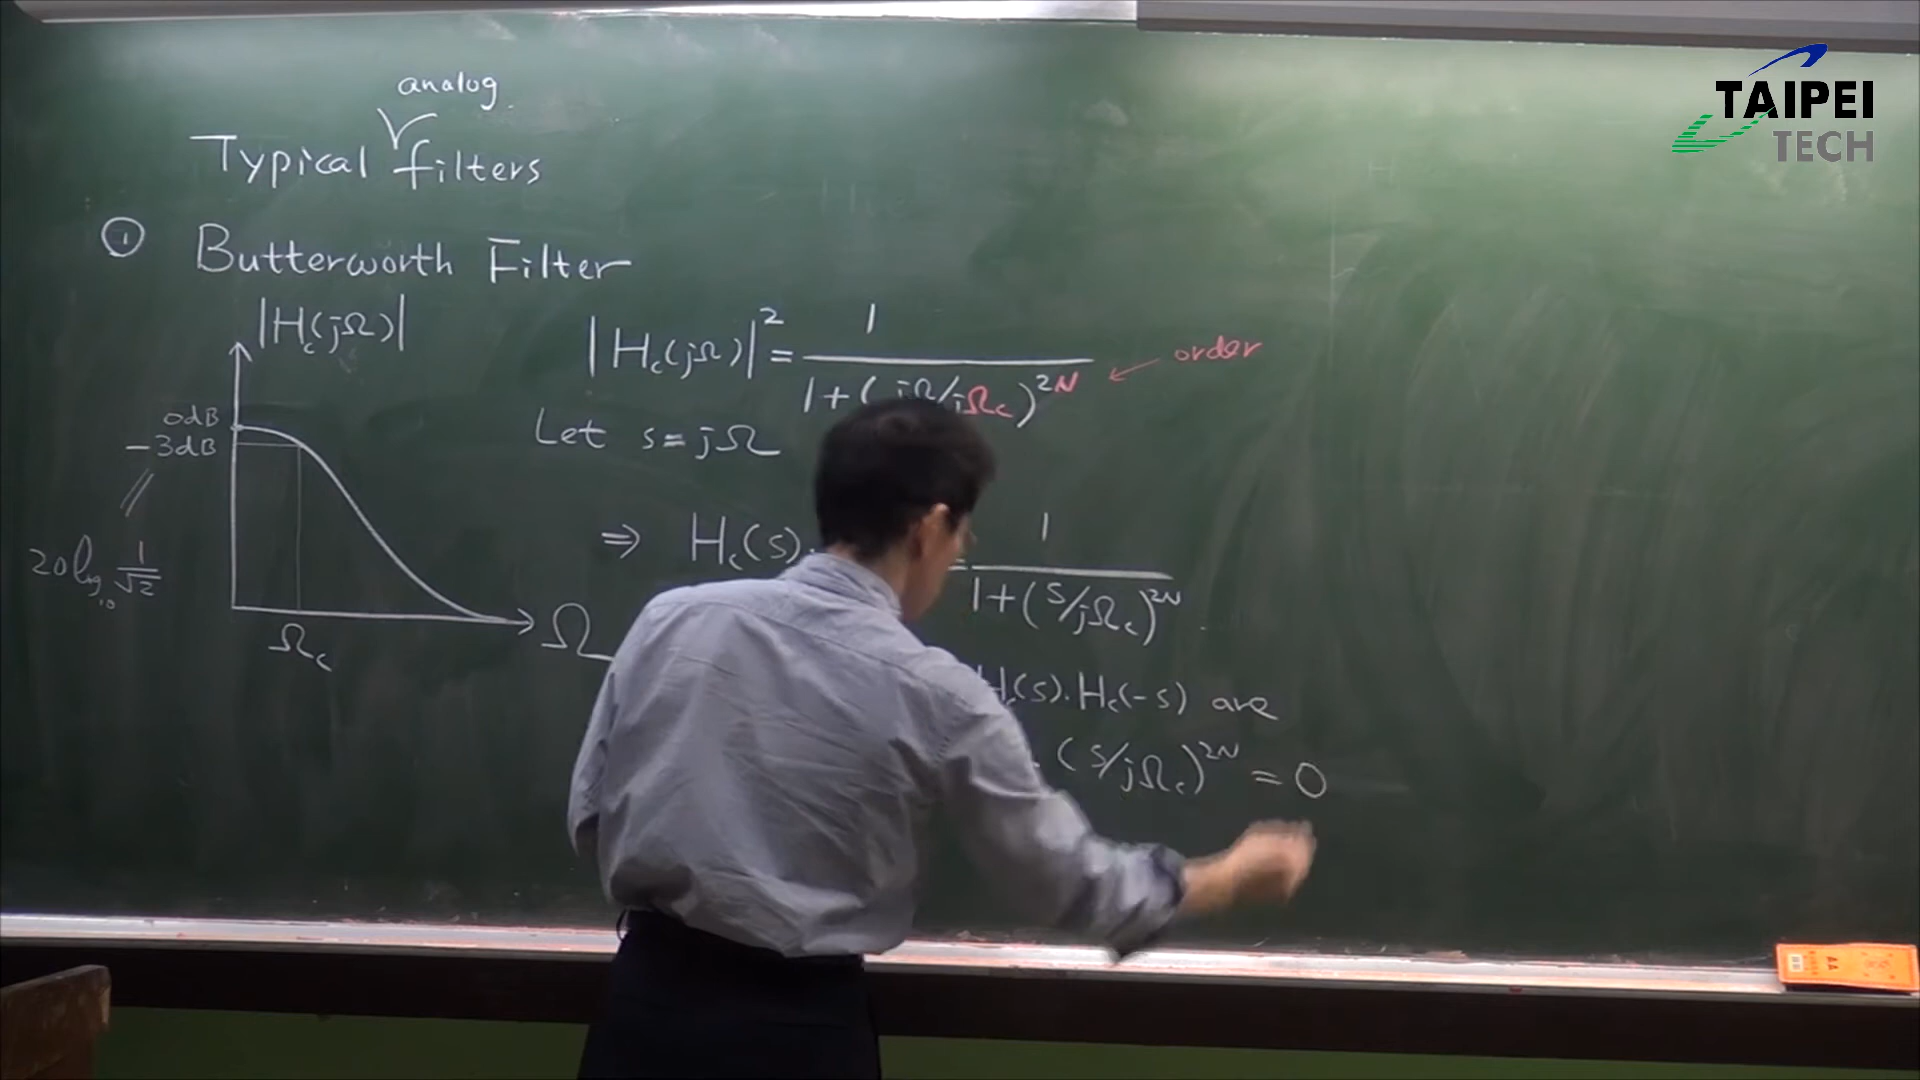 analog
Typical filters
① Butterworth Filter
|Hc(jΩ)|
|Hc(jΩ)|² = 1 / (1+(jΩ/jΩc)^2N)
order
0dB
-3dB
Let s=jΩ
20log₁₀ 1/√2
⇒ Hc(s). = 1 / (1+(s/jΩc)^2N)
Ω
Ωc
Hc(s).Hc(-s) are
(s/jΩc)^2N = 0
TAIPEI
TECH